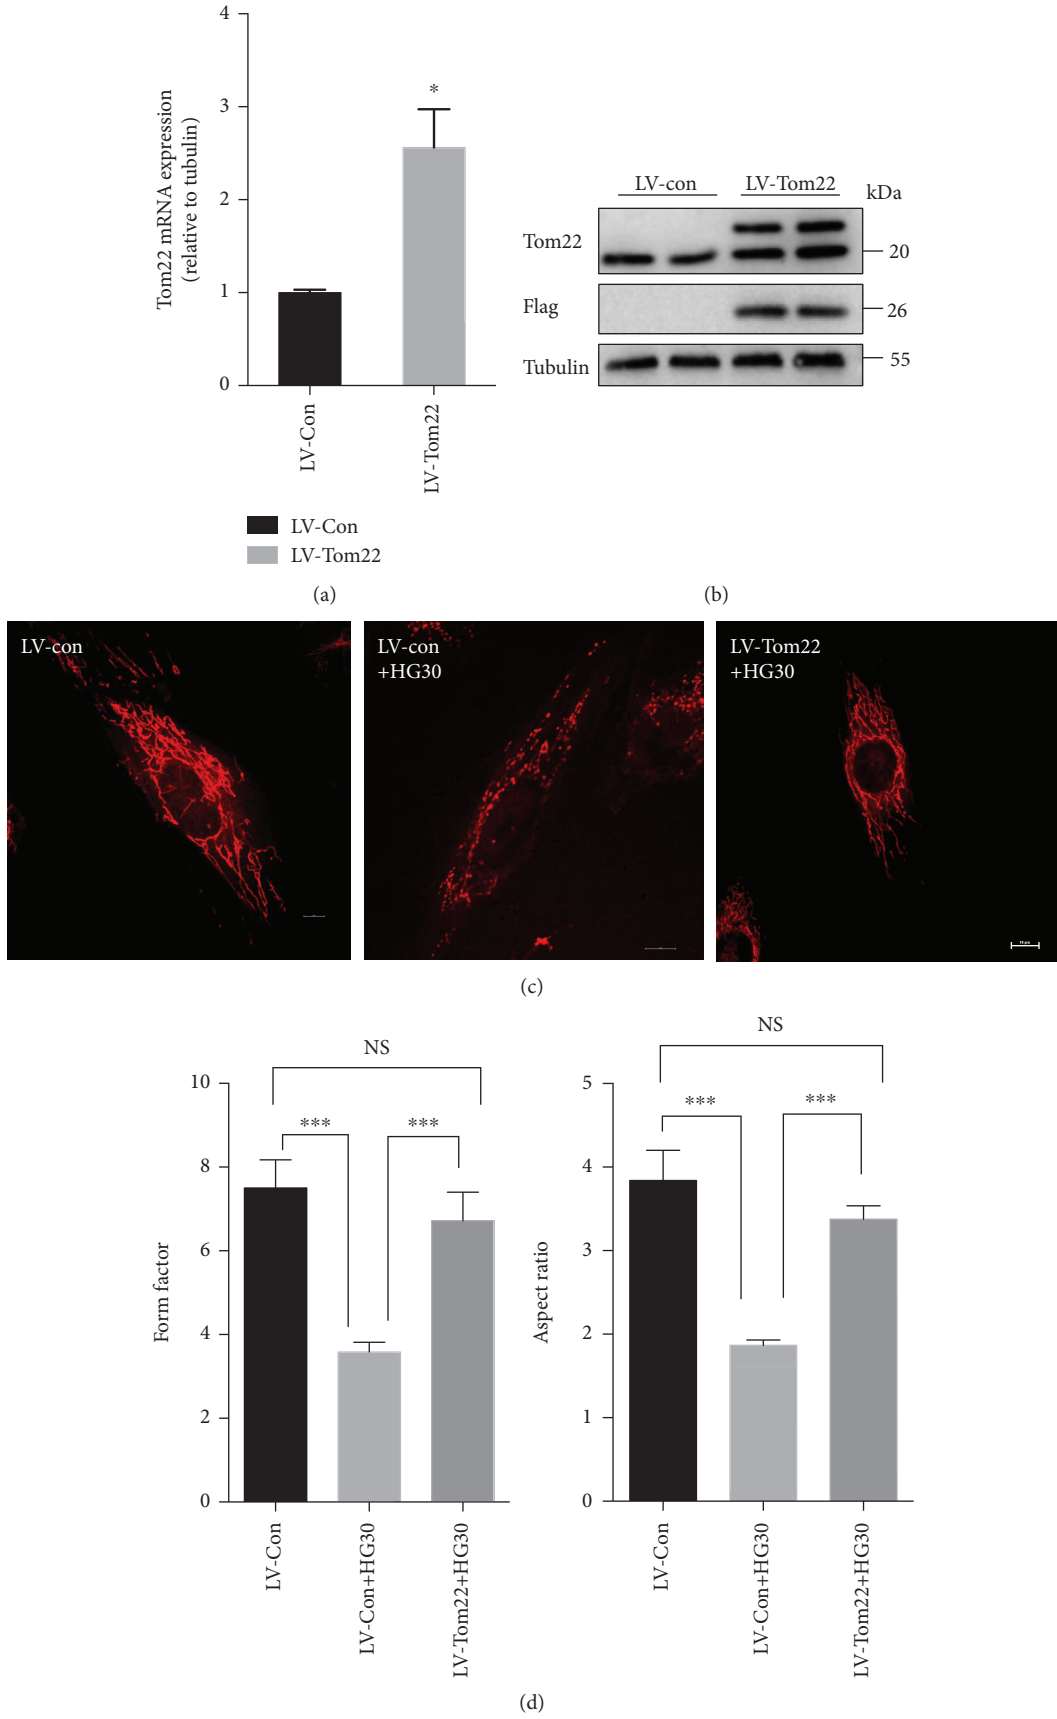 4
3
2
1
0
Tom22 mRNA expression
(relative to tubulin)
*
LV-Con
LV-Tom22
LV-Con
LV-Tom22
(a)
LV-con
LV-Tom22
kDa
Tom22
20
Flag
26
Tubulin
55
(b)
LV-con
LV-con
+HG30
LV-Tom22
+HG30
(c)
NS
***
***
10
8
6
4
2
0
Form factor
LV-Con
LV-Con+HG30
LV-Tom22+HG30
NS
***
***
5
4
3
2
1
0
Aspect ratio
LV-Con
LV-Con+HG30
LV-Tom22+HG30
(d)